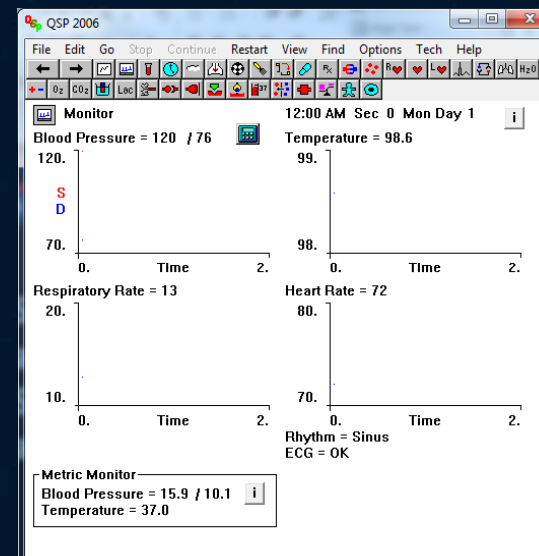 QSP 2006
File Edit Go Stop Continue Restart View Find Options Tech Help
Rx R L H2O
+ - O2 CO2 Lac 37
Monitor 12:00 AM Sec 0 Mon Day 1 i
Blood Pressure = 120 / 76 Temperature = 98.6
120. 99.
S
D
70. 98.
0. Time 2. 0. Time 2.
Respiratory Rate = 13 Heart Rate = 72
20. 80.
10. 70.
0. Time 2. 0. Time 2.
Rhythm = Sinus
ECG = OK
Metric Monitor
Blood Pressure = 15.9 / 10.1 i
Temperature = 37.0